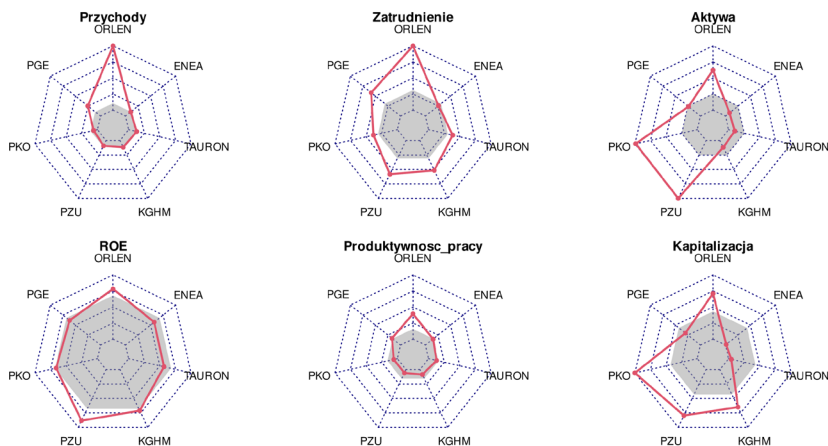 Przychody
ORLEN
PGE
ENEA
PKO
TAURON
PZU
KGHM
Zatrudnienie
ORLEN
PGE
ENEA
PKO
TAURON
PZU
KGHM
Aktywa
ORLEN
PGE
ENEA
PKO
TAURON
PZU
KGHM
ROE
ORLEN
PGE
ENEA
PKO
TAURON
PZU
KGHM
Produktywnosc_pracy
ORLEN
PGE
ENEA
PKO
TAURON
PZU
KGHM
Kapitalizacja
ORLEN
PGE
ENEA
PKO
TAURON
PZU
KGHM